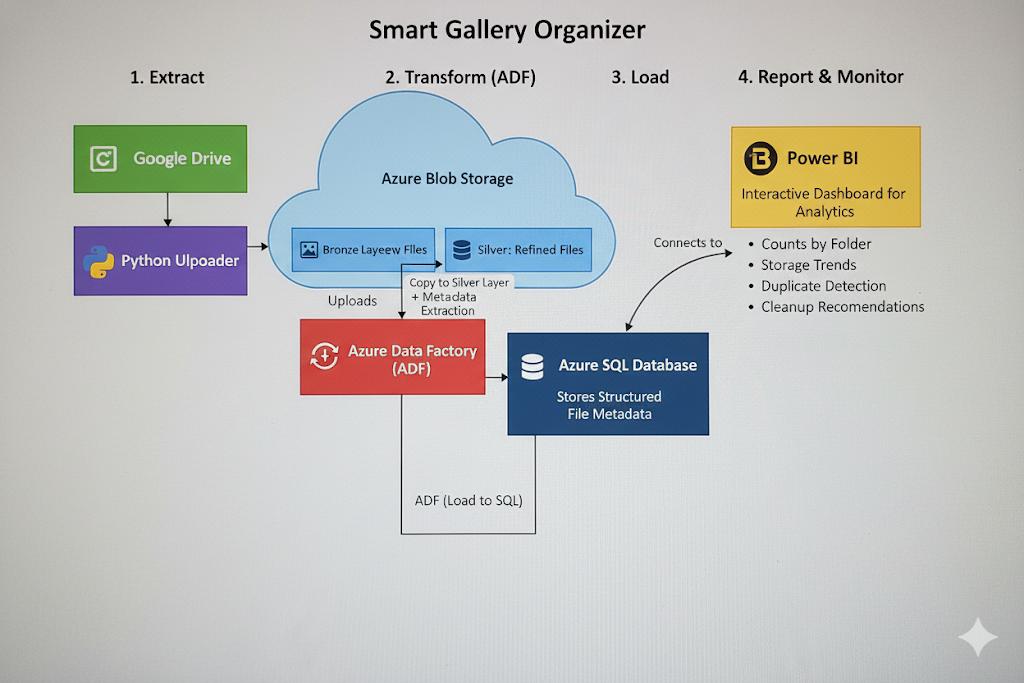 Smart Gallery Organizer
1. Extract
2. Transform (ADF)
3. Load
4. Report & Monitor
Google Drive
Python Ulpoader
Azure Blob Storage
Bronze Layeew FIles
Silver: Refined Files
Uploads
Copy to Silver Layer
+ Metadata
Extraction
Azure Data Factory
(ADF)
Azure SQL Database
Stores Structured
File Metadata
ADF (Load to SQL)
Connects to
Power BI
Interactive Dashboard for
Analytics
• Counts by Folder
• Storage Trends
• Duplicate Detection
• Cleanup Recomendations